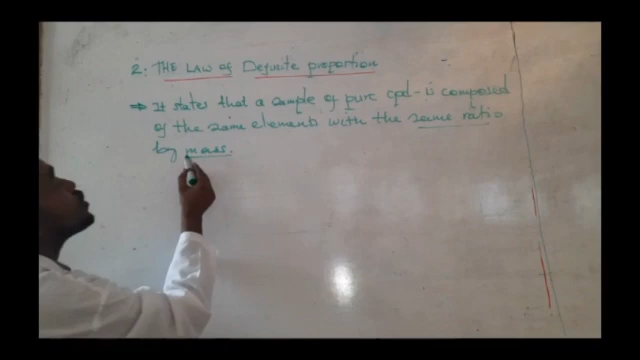 2: THE LAW of Definite proportion
⇒ It states that a sample of pure cpd - is composed
of the same elements with the same ratio
by mass.